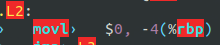 .L2:
› movl› $0, -4(%rbp)